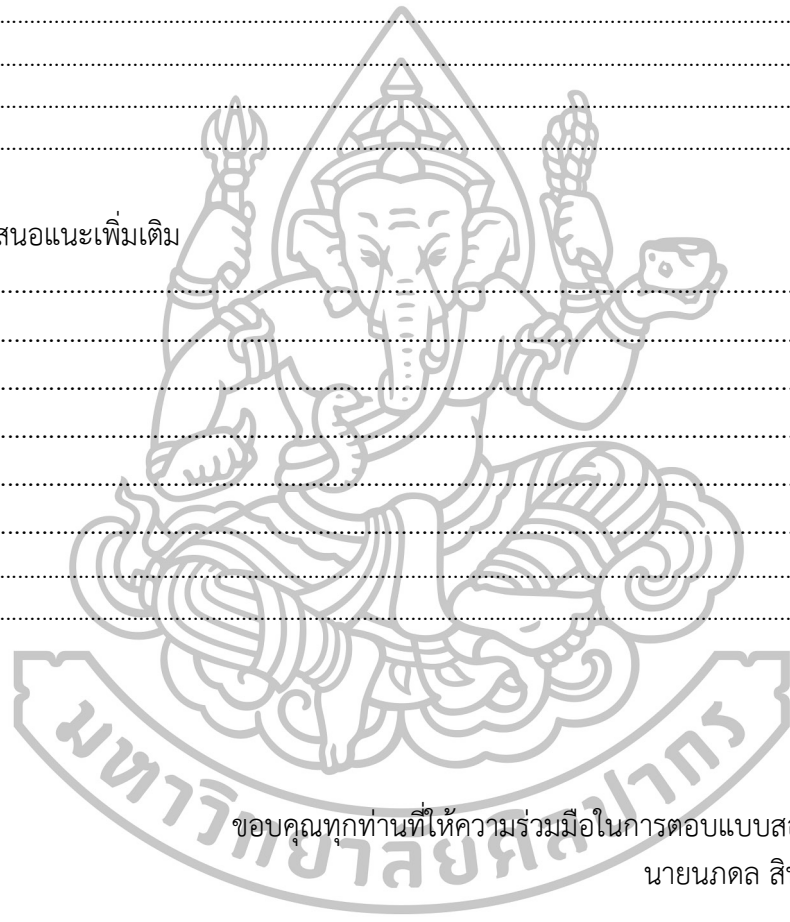 สนอแนะเพิ่มเติม
มหาวิทยาลัยศิลปากร
ขอบคุณทุกท่านที่ให้ความร่วมมือในการตอบแบบ
นายนภดล